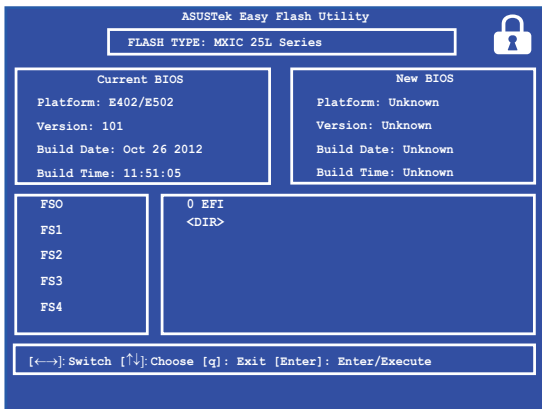 ASUSTek Easy Flash Utility
FLASH TYPE: MXIC 25L Series
Current BIOS
Platform: E402/E502
Version: 101
Build Date: Oct 26 2012
Build Time: 11:51:05
New BIOS
Platform: Unknown
Version: Unknown
Build Date: Unknown
Build Time: Unknown
FSO
FS1
FS2
FS3
FS4
0 EFI
<DIR>
[←→]: Switch [↑↓]: Choose [q]: Exit [Enter]: Enter/Execute